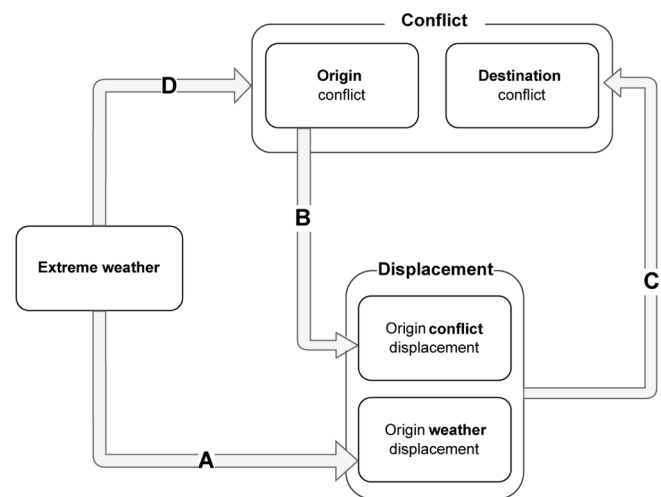 Conflict
Origin
conflict
Destination
conflict
D
B
Extreme weather
Displacement
C
Origin conflict
displacement
Origin weather
displacement
A